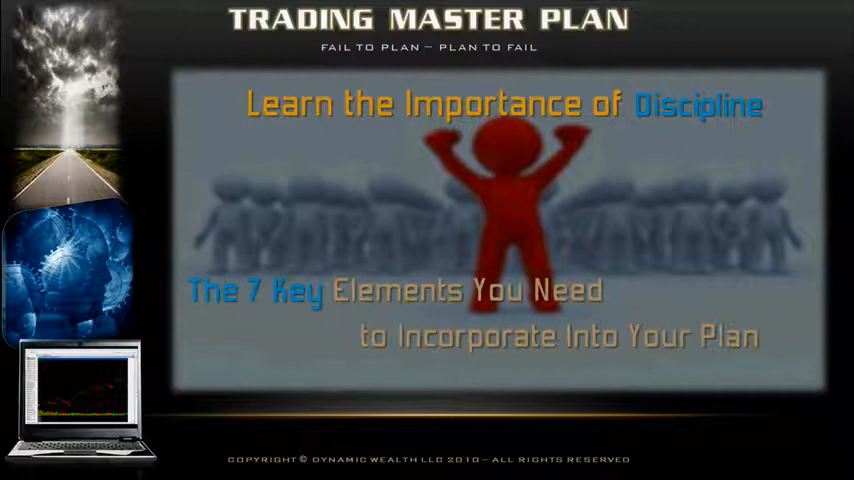 TRADING MASTER PLAN
FAIL TO PLAN – PLAN TO FAIL
Learn the Importance of Discipline
The 7 Key Elements You Need
to Incorporate Into Your Plan
COPYRIGHT © DYNAMIC WEALTH LLC 2010 – ALL RIGHTS RESERVED